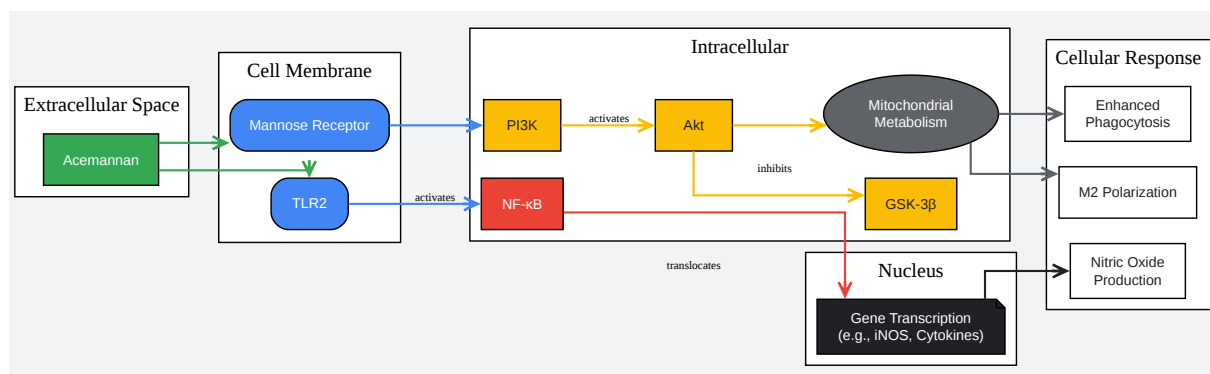 Extracellular Space
Acemannan
Cell Membrane
Mannose Receptor
TLR2
activates
Intracellular
PI3K
activates
Akt
Mitochondrial
Metabolism
inhibits
NF-κB
GSK-3β
translocates
Nucleus
Gene Transcription
(e.g., iNOS, Cytokines)
Cellular Response
Enhanced
Phagocytosis
M2 Polarization
Nitric Oxide
Production